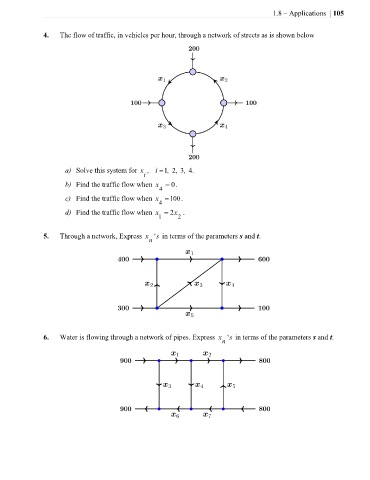 1.8 – Applications | 105
4. The flow of traffic, in vehicles per hour, through a network of streets as is shown below
200
x₁ x₂
100 100
x₃ x₄
200
a) Solve this system for xᵢ, i = 1, 2, 3, 4.
b) Find the traffic flow when x₄ = 0.
c) Find the traffic flow when x₄ = 100.
d) Find the traffic flow when x₁ = 2x₂.
5. Through a network, Express xₙ's in terms of the parameters s and t.
x₁
400 600
x₂ x₃ x₄
300 100
x₅
6. Water is flowing through a network of pipes. Express xₙ's in terms of the parameters s and t.
x₁ x₂
900 800
x₃ x₄ x₅
900 800
x₆ x₇